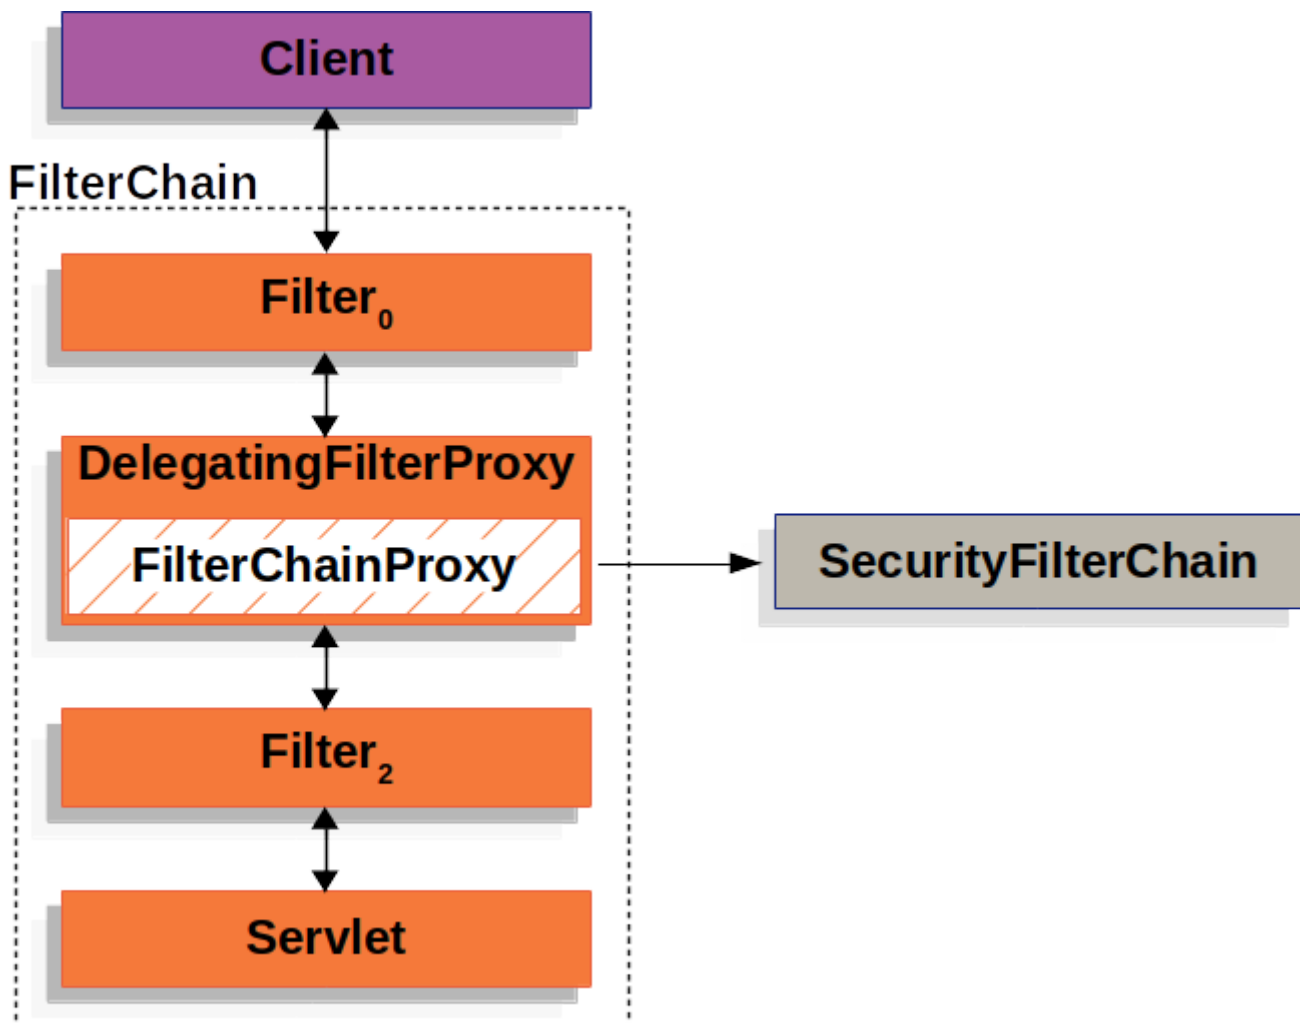 Client
FilterChain
Filter0
DelegatingFilterProxy
FilterChainProxy
SecurityFilterChain
Filter2
Servlet